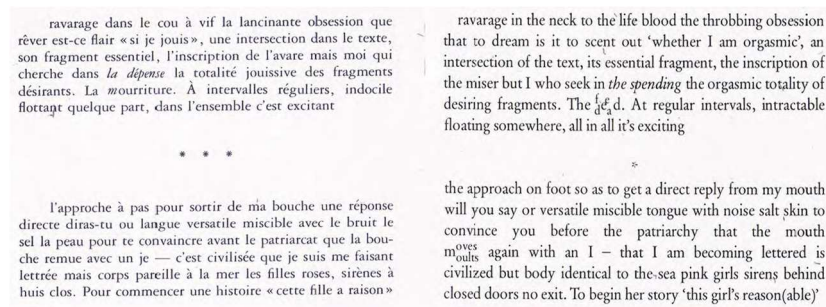 ravarage dans le cou à vif la lancinante obsession que
rêver est-ce flair « si je jouis », une intersection dans le texte,
son fragment essentiel, l'inscription de l'avare mais moi qui
cherche dans la dépense la totalité jouissive des fragments
désirants. La mourriture. À intervalles réguliers, indocile
flottant quelque part, dans l'ensemble c'est excitant
* * *
l'approche à pas pour sortir de ma bouche une réponse
directe diras-tu ou langue versatile miscible avec le bruit le
sel la peau pour te convaincre avant le patriarcat que la bou-
che remue avec un je — c'est civilisée que je suis me faisant
lettrée mais corps pareille à la mer les filles roses, sirènes à
huis clos. Pour commencer une histoire « cette fille a raison »
ravarage in the neck to the life blood the throbbing obsession
that to dream is it to scent out 'whether I am orgasmic', an
intersection of the text, its essential fragment, the inscription of
the miser but I who seek in the spending the orgasmic totality of
desiring fragments. The d. At regular intervals, intractable
floating somewhere, all in all it's exciting
*
the approach on foot so as to get a direct reply from my mouth
will you say or versatile miscible tongue with noise salt skin to
convince you before the patriarchy that the mouth
moves oults again with an I – that I am becoming lettered is
civilized but body identical to the sea pink girls sirens behind
closed doors no exit. To begin her story 'this girl's reason(able)'